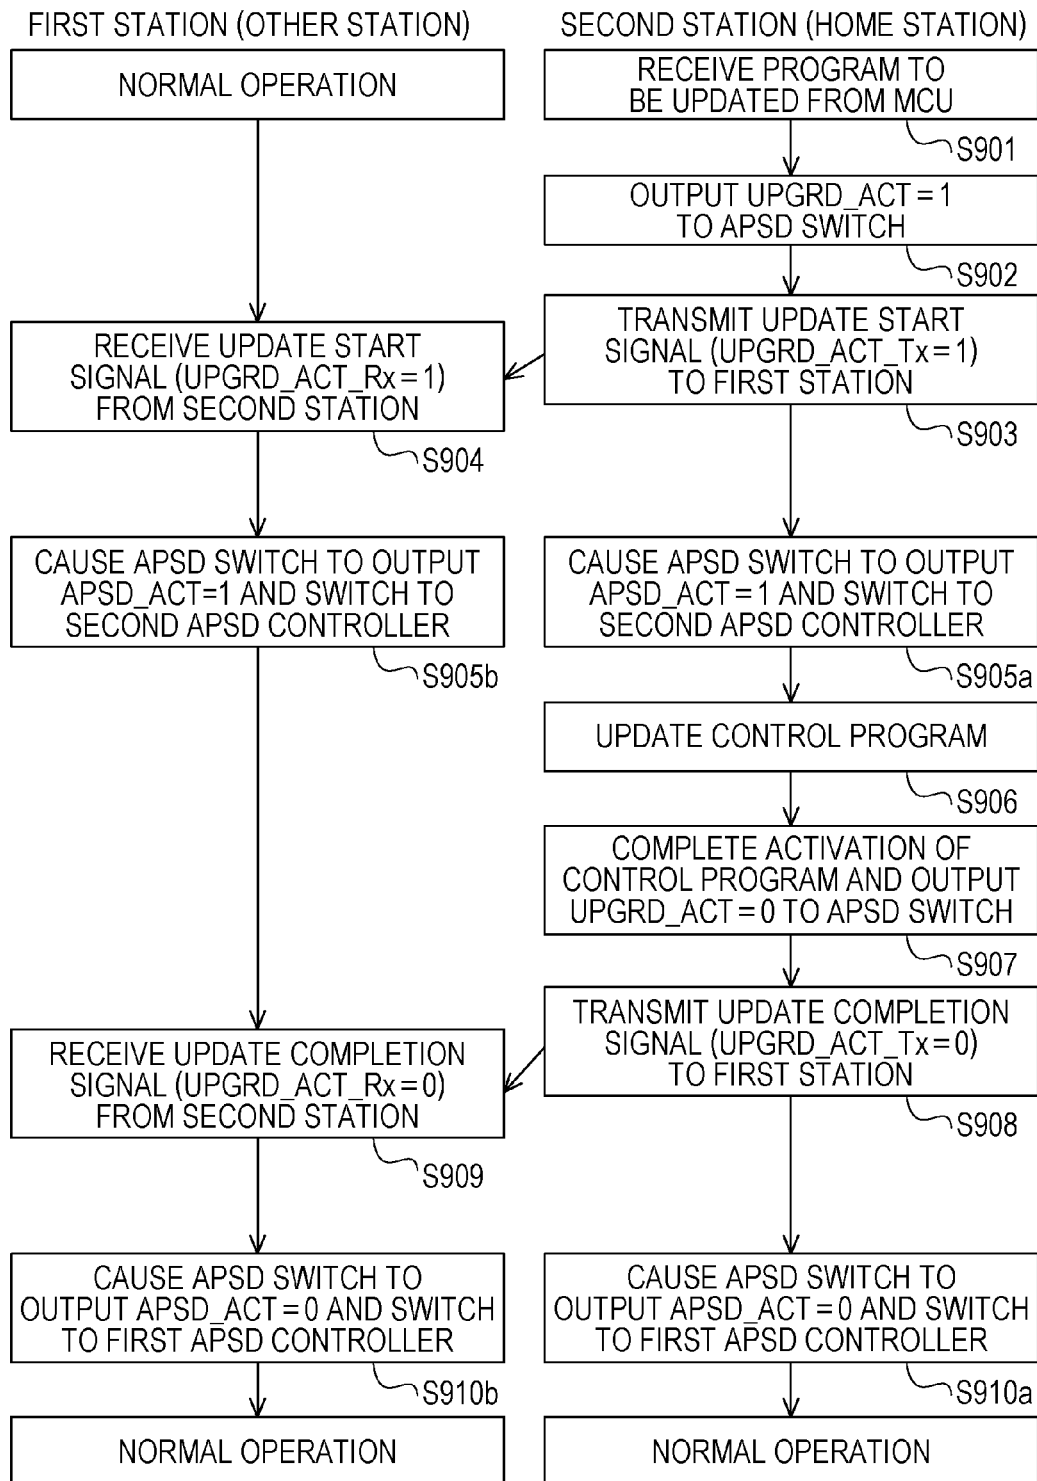 FIRST STATION (OTHER STATION)
SECOND STATION (HOME STATION)
NORMAL OPERATION
RECEIVE PROGRAM TO
BE UPDATED FROM MCU
S901
OUTPUT UPGRD_ACT = 1
TO APSD SWITCH
S902
TRANSMIT UPDATE START
SIGNAL (UPGRD_ACT_Tx = 1)
TO FIRST STATION
S903
RECEIVE UPDATE START
SIGNAL (UPGRD_ACT_Rx = 1)
FROM SECOND STATION
S904
CAUSE APSD SWITCH TO OUTPUT
APSD_ACT=1 AND SWITCH TO
SECOND APSD CONTROLLER
S905b
CAUSE APSD SWITCH TO OUTPUT
APSD_ACT = 1 AND SWITCH TO
SECOND APSD CONTROLLER
S905a
UPDATE CONTROL PROGRAM
S906
COMPLETE ACTIVATION OF
CONTROL PROGRAM AND OUTPUT
UPGRD_ACT = 0 TO APSD SWITCH
S907
TRANSMIT UPDATE COMPLETION
SIGNAL (UPGRD_ACT_Tx= 0)
TO FIRST STATION
S908
RECEIVE UPDATE COMPLETION
SIGNAL (UPGRD_ACT_Rx = 0)
FROM SECOND STATION
S909
CAUSE APSD SWITCH TO
OUTPUT APSD_ACT = 0 AND SWITCH
TO FIRST APSD CONTROLLER
S910b
CAUSE APSD SWITCH TO
OUTPUT APSD_ACT = 0 AND SWITCH
TO FIRST APSD CONTROLLER
S910a
NORMAL OPERATION
NORMAL OPERATION